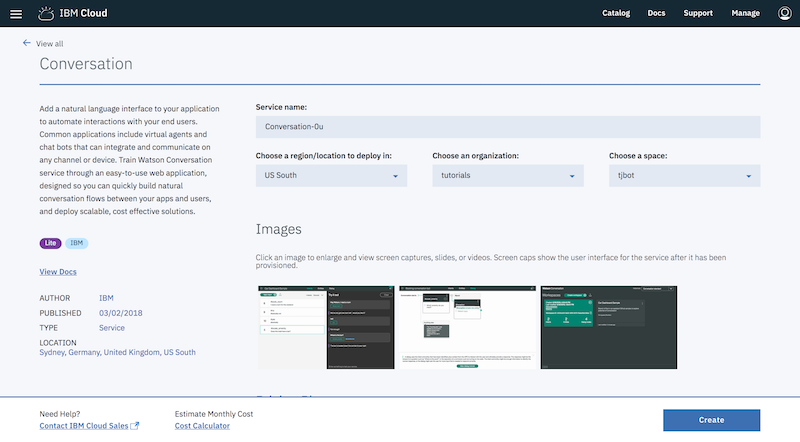 IBM Cloud
Catalog Docs Support Manage
View all
Conversation
Add a natural language interface to your application
to automate interactions with your end users.
Common applications include virtual agents and
chat bots that can integrate and communicate on
any channel or device. Train Watson Conversation
service through an easy-to-use web application,
designed so you can quickly build natural
conversation flows between your apps and users,
and deploy scalable, cost effective solutions.
Lite IBM
View Docs
AUTHOR IBM
PUBLISHED 03/02/2018
TYPE Service
LOCATION
Sydney, Germany, United Kingdom, US South
Service name:
Conversation-0u
Choose a region/location to deploy in: Choose an organization: Choose a space:
US South tutorials tjbot
Images
Click an image to enlarge and view screen captures, slides, or videos. Screen caps show the user interface for the service after it has been
provisioned.
Need Help?
Contact IBM Cloud Sales
Estimate Monthly Cost
Cost Calculator
Create